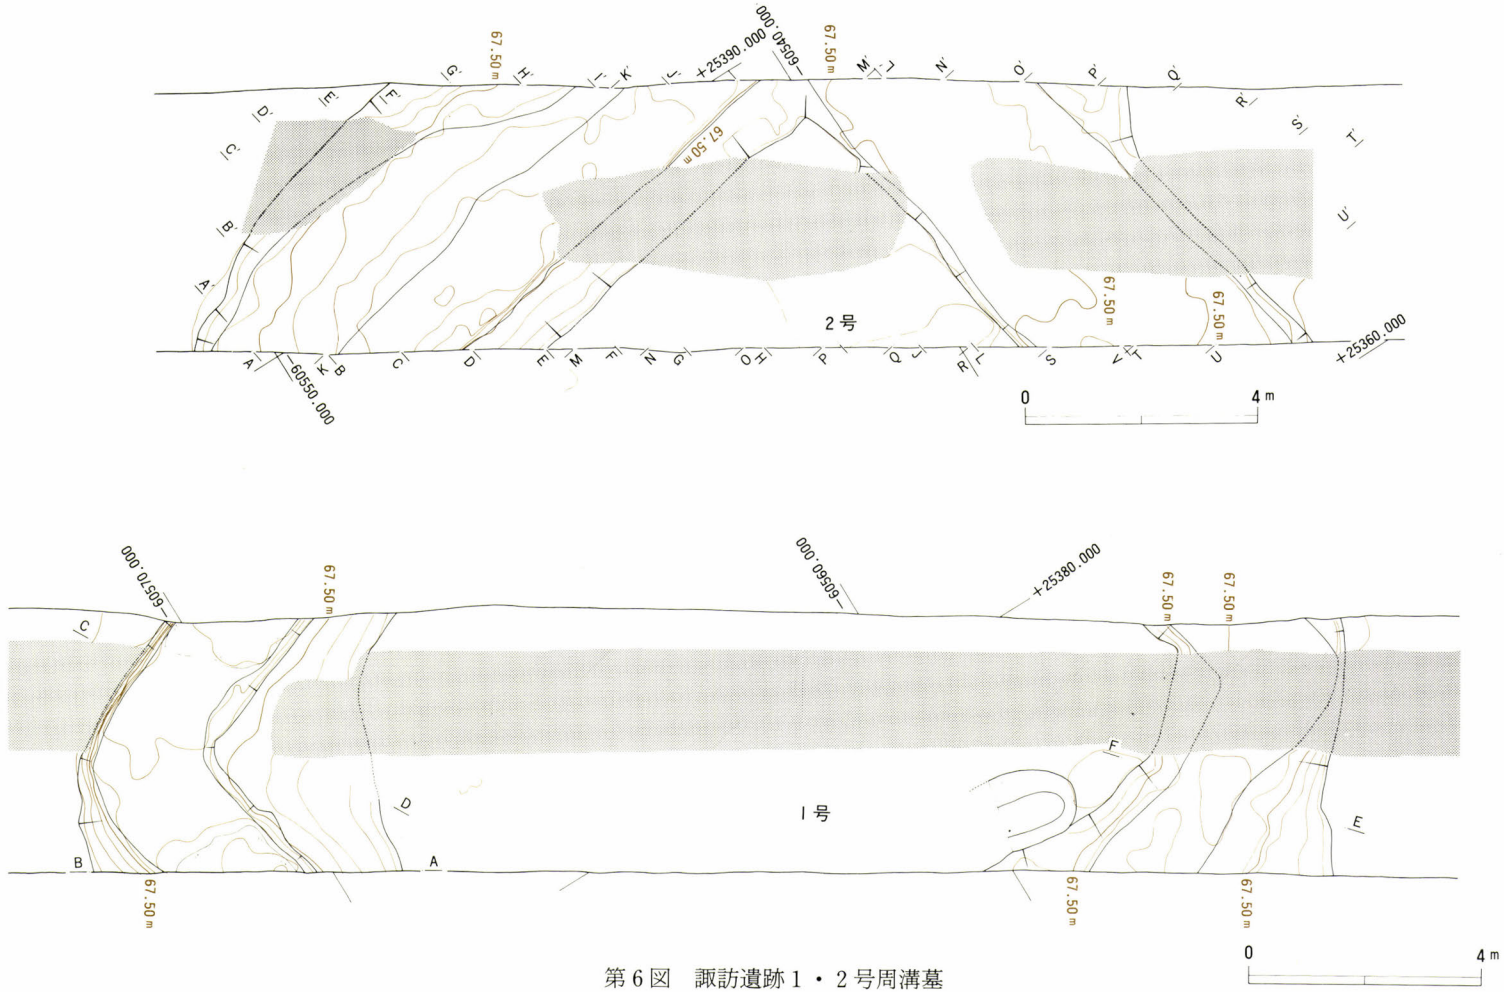 67.50m
-60540.000
67.50m
+25390.000
G' H' I' K' J' I M' L' N' O' P' Q'
D' E' F' R'
C' S' T'
67.50m
B' U'
A'
67.50m
67.50m
2号
+25360.000
A K B C D E M F N G O H P Q J R L S V T U
-60550.000
0 4m
-60570.000
67.50m
-60560.000
+25380.000
67.50m
67.50m
C
F
D
1号
E
B
A
67.50m
67.50m
67.50m
0 4m
第6図 諏訪遺跡1・2号周溝墓